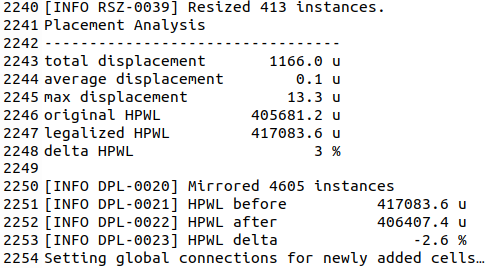 2240 [INFO RSZ-0039] Resized 413 instances.
2241 Placement Analysis
2242 ---------------------------------
2243 total displacement       1166.0 u
2244 average displacement        0.1 u
2245 max displacement           13.3 u
2246 original HPWL          405681.2 u
2247 legalized HPWL         417083.6 u
2248 delta HPWL                  3 %
2249
2250 [INFO DPL-0020] Mirrored 4605 instances
2251 [INFO DPL-0021] HPWL before          417083.6 u
2252 [INFO DPL-0022] HPWL after           406407.4 u
2253 [INFO DPL-0023] HPWL delta               -2.6 %
2254 Setting global connections for newly added cells…